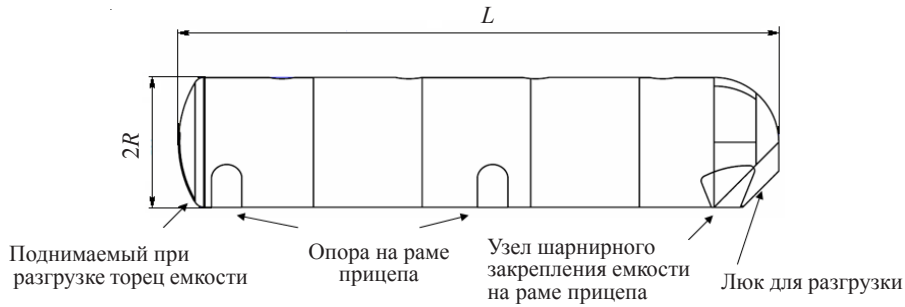 L
2R
Поднимаемый при
разгрузке торец емкости
Опора на раме
прицепа
Узел шарнирного
закрепления емкости
на раме прицепа
Люк для разгрузки